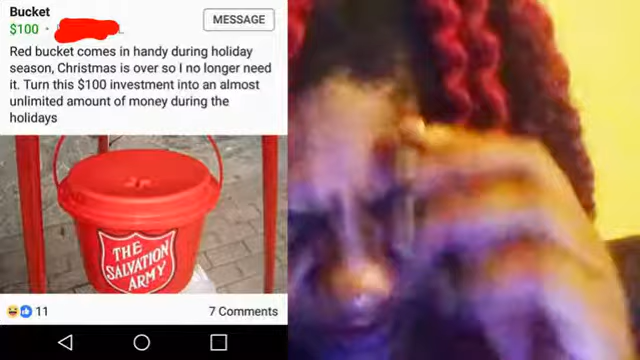 Bucket
$100 ·
MESSAGE
Red bucket comes in handy during holiday
season, Christmas is over so I no longer need
it. Turn this $100 investment into an almost
unlimited amount of money during the
holidays
THE
SALVATION
ARMY
11
7 Comments